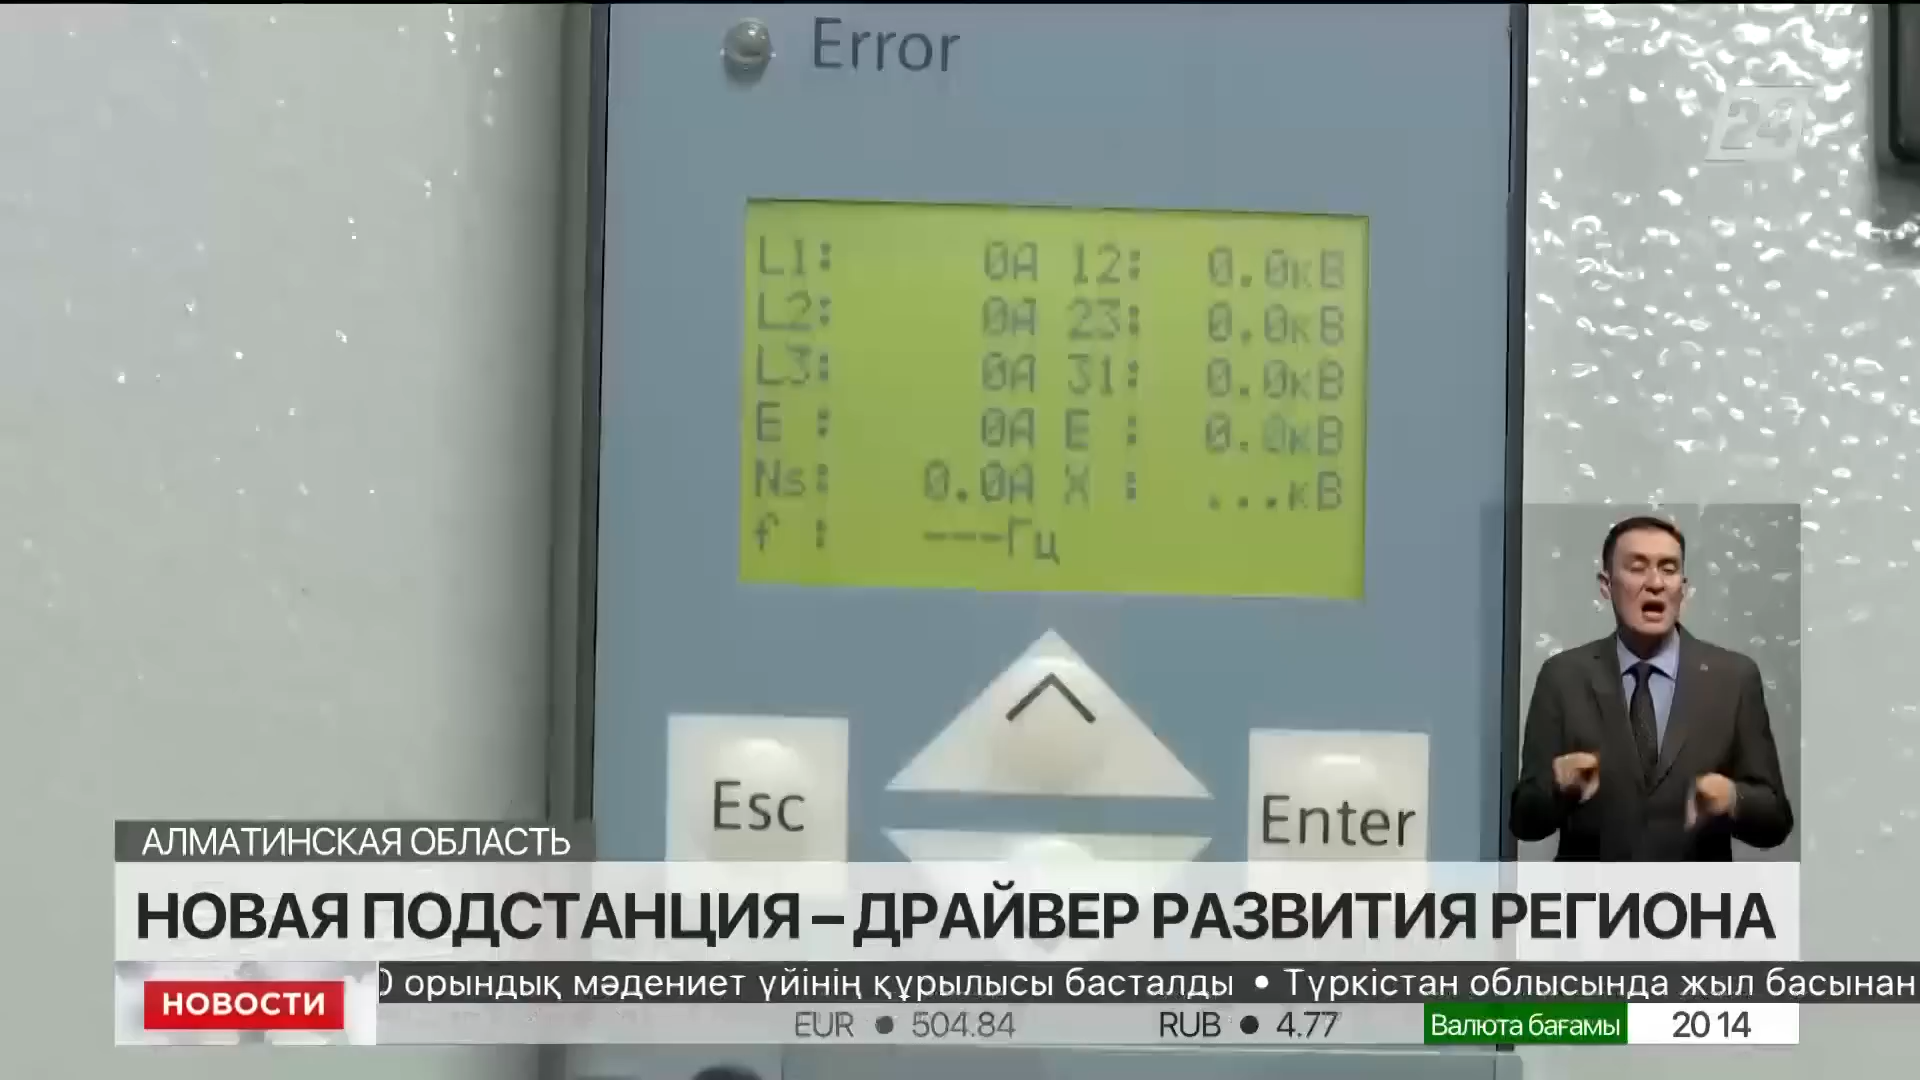 Error
24
L1: 0A 12: 0.0кВ
L2: 0A 23: 0.0кВ
L3: 0A 31: 0.0кВ
E : 0A E : 0.0кВ
Ns: 0.0A X : ...кВ
f : ---Гц
Esc
Enter
АЛМАТИНСКАЯ ОБЛАСТЬ
НОВАЯ ПОДСТАНЦИЯ – ДРАЙВЕР РАЗВИТИЯ РЕГИОНА
НОВОСТИ
орындық мәдениет үйінің құрылысы басталды • Түркістан облысында жыл басынан
EUR ● 504.84 RUB ● 4.77 Валюта бағамы 20 14